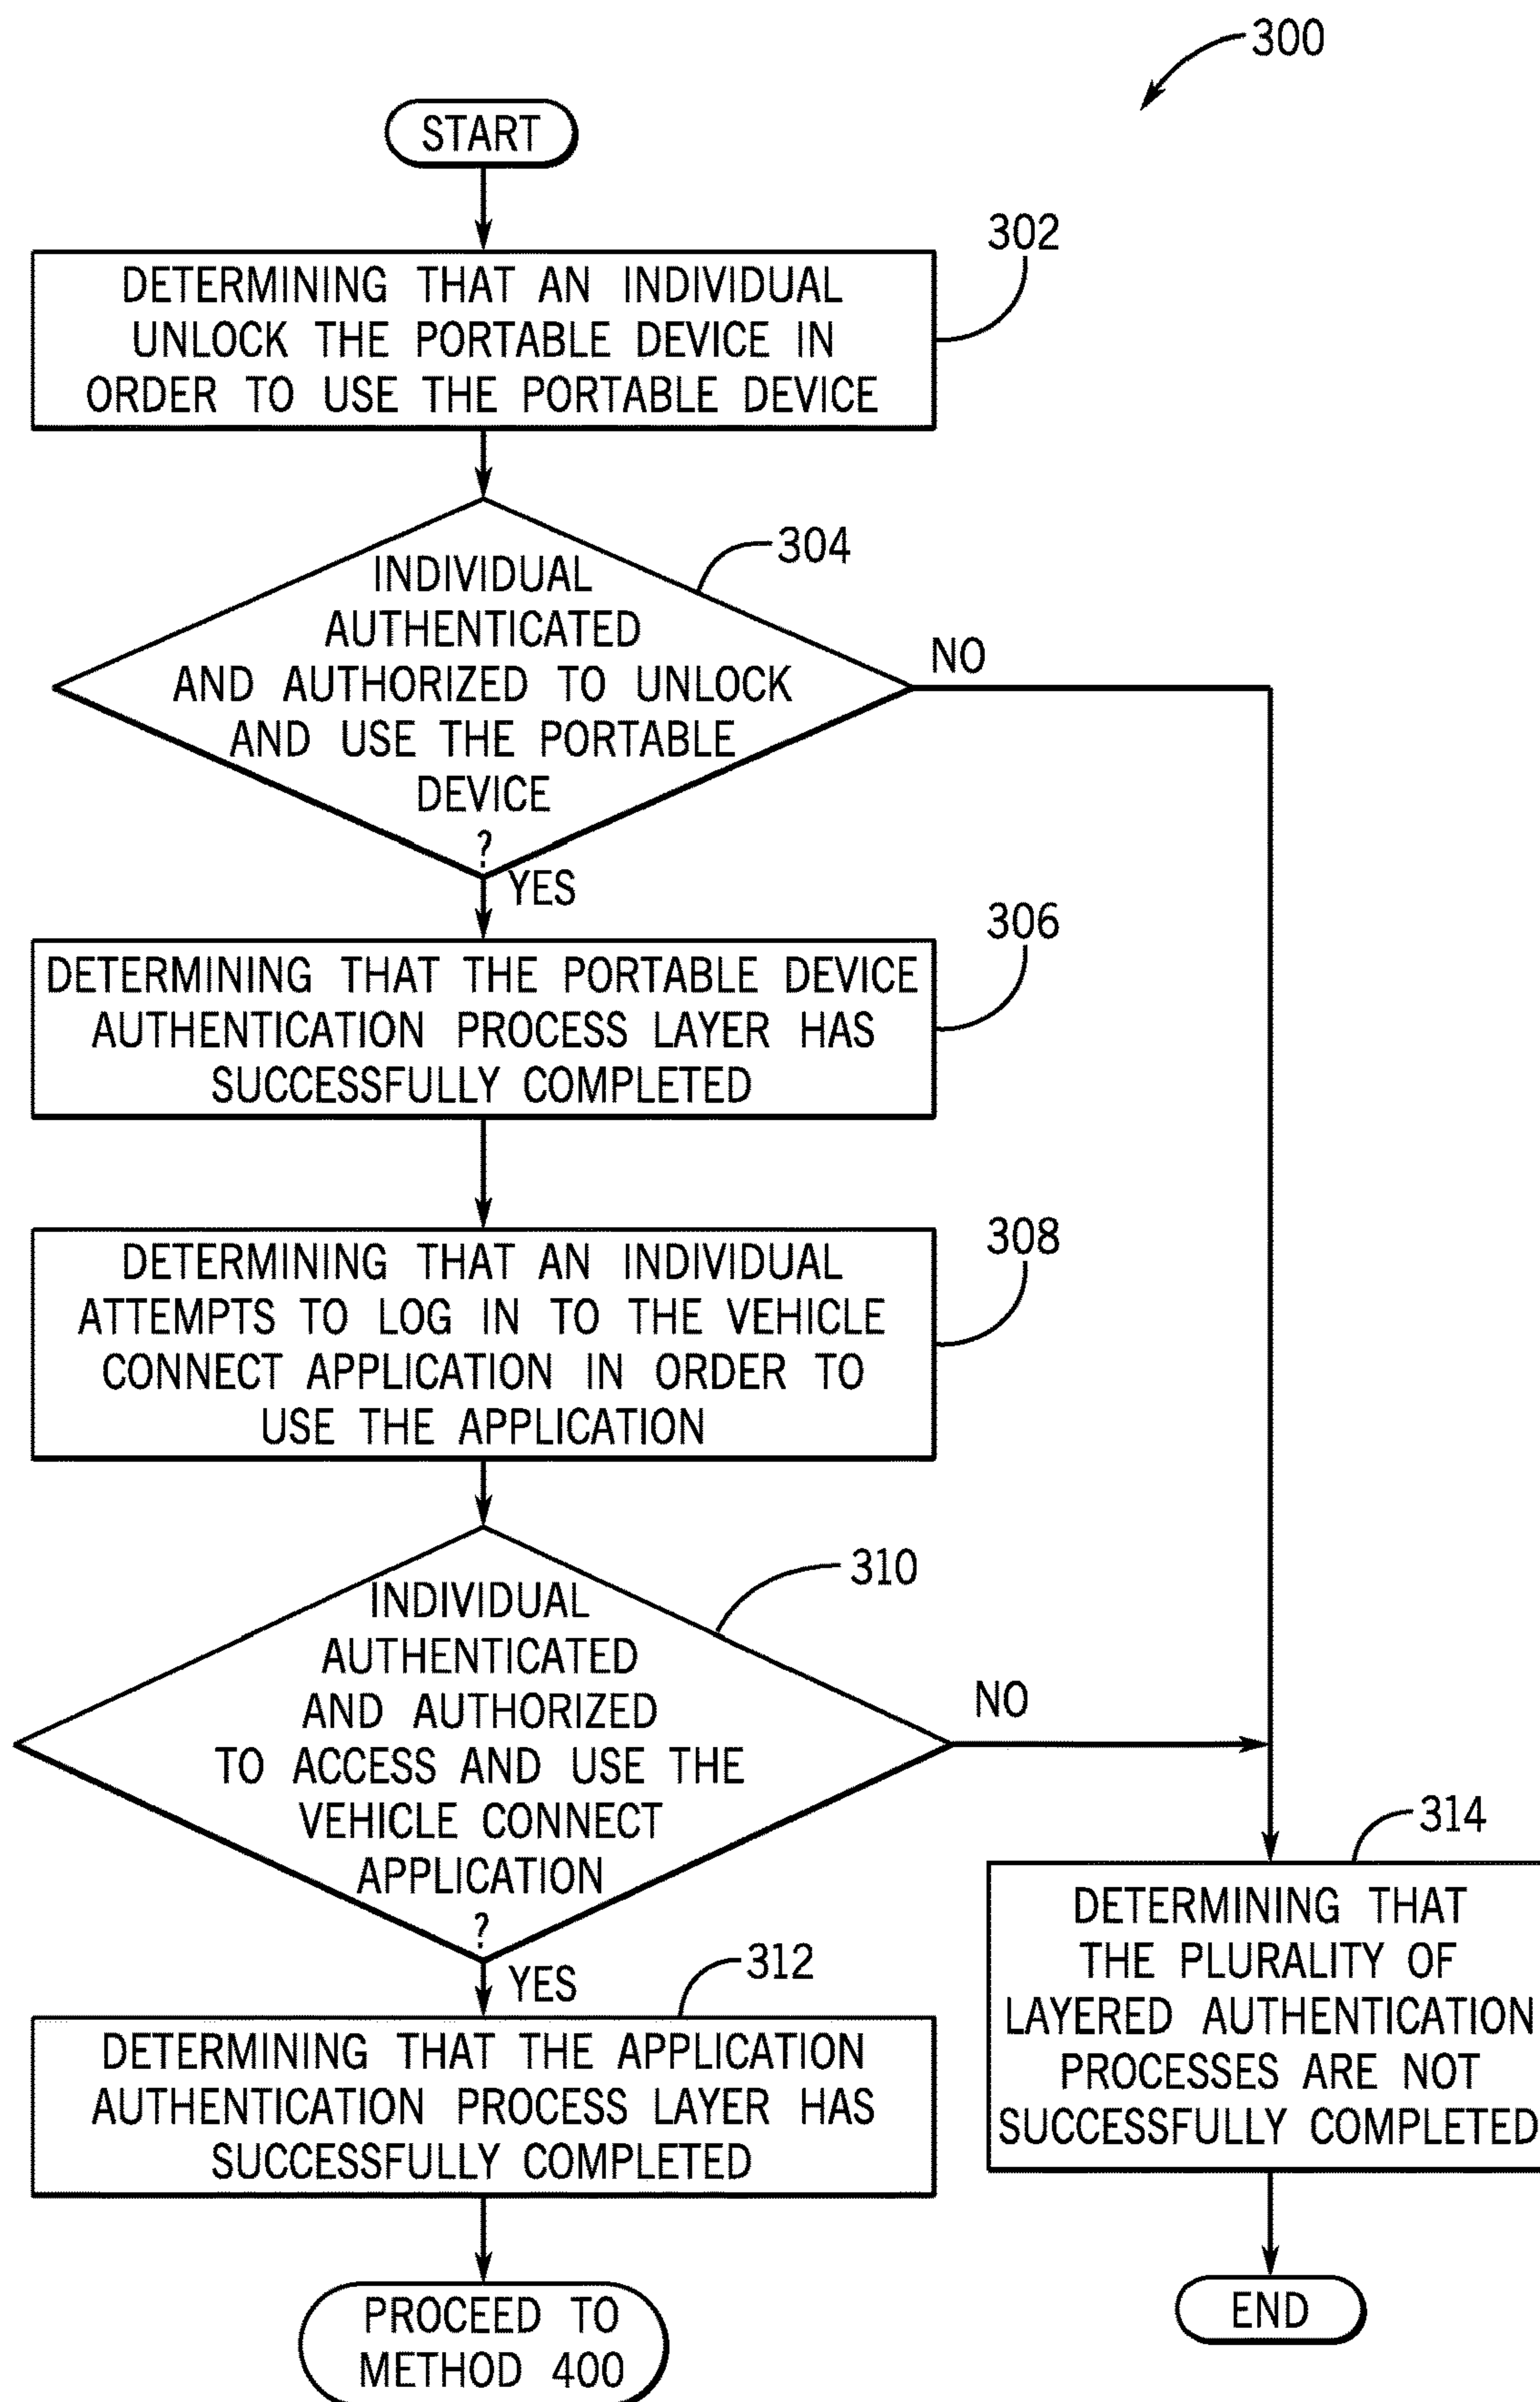 300
START
302
DETERMINING THAT AN INDIVIDUAL
UNLOCK THE PORTABLE DEVICE IN
ORDER TO USE THE PORTABLE DEVICE
304
INDIVIDUAL
AUTHENTICATED
AND AUTHORIZED TO UNLOCK
AND USE THE PORTABLE
DEVICE
?
NO
YES
306
DETERMINING THAT THE PORTABLE DEVICE
AUTHENTICATION PROCESS LAYER HAS
SUCCESSFULLY COMPLETED
308
DETERMINING THAT AN INDIVIDUAL
ATTEMPTS TO LOG IN TO THE VEHICLE
CONNECT APPLICATION IN ORDER TO
USE THE APPLICATION
310
INDIVIDUAL
AUTHENTICATED
AND AUTHORIZED
TO ACCESS AND USE THE
VEHICLE CONNECT
APPLICATION
?
NO
YES
312
DETERMINING THAT THE APPLICATION
AUTHENTICATION PROCESS LAYER HAS
SUCCESSFULLY COMPLETED
PROCEED TO
METHOD 400
314
DETERMINING THAT
THE PLURALITY OF
LAYERED AUTHENTICATION
PROCESSES ARE NOT
SUCCESSFULLY COMPLETED
END